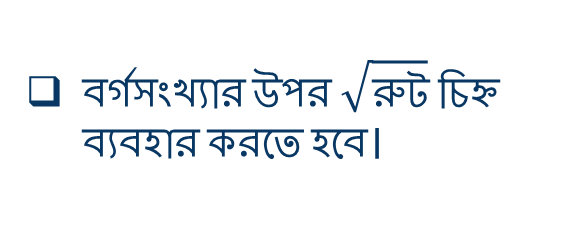 ❑ বর্গসংখ্যার উপর √রুট চিহ্ন
ব্যবহার করতে হবে।